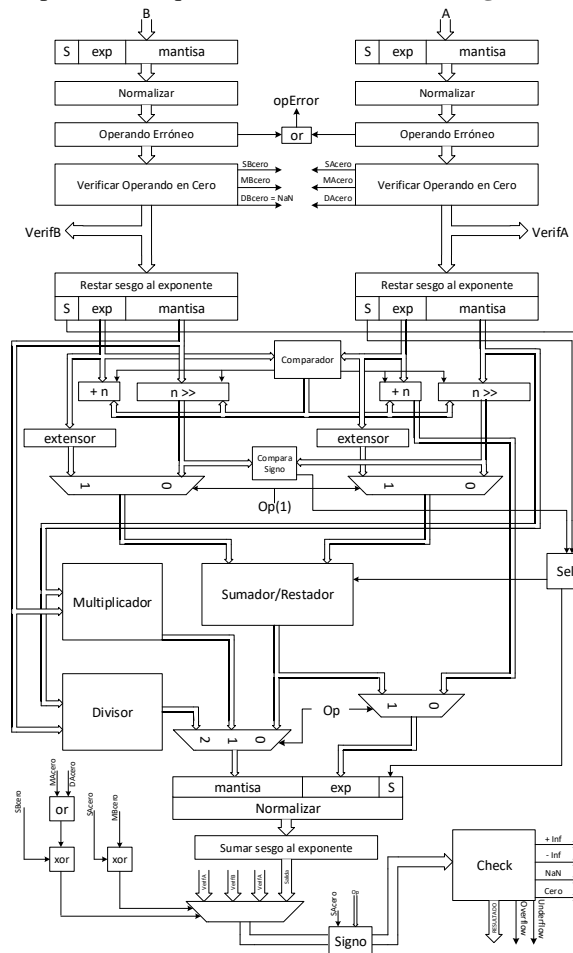 B A
S exp mantisa S exp mantisa
Normalizar Normalizar
opError
Operando Erróneo or Operando Erróneo
SBcero SAcero
Verificar Operando en Cero MBcero MAcero Verificar Operando en Cero
DBcero = NaN DAcero
VerifB VerifA
Restar sesgo al exponente Restar sesgo al exponente
S exp mantisa S exp mantisa
Comparador
+ n n >> + n n >>
extensor extensor
Compara
Signo
1 0 1 0
Op(1)
Sel
Multiplicador Sumador/Restador
Divisor
1 0
Op
2 1 0
mantisa exp S
Normalizar
MAcero DAcero
SBcero or SAcero MBcero
Sumar sesgo al exponente
xor xor
VerifA VerifB VerifA Salida
SAcero Op
Signo
Check
+ Inf
- Inf
NaN
Cero
RESULTADO Overflow Underflow